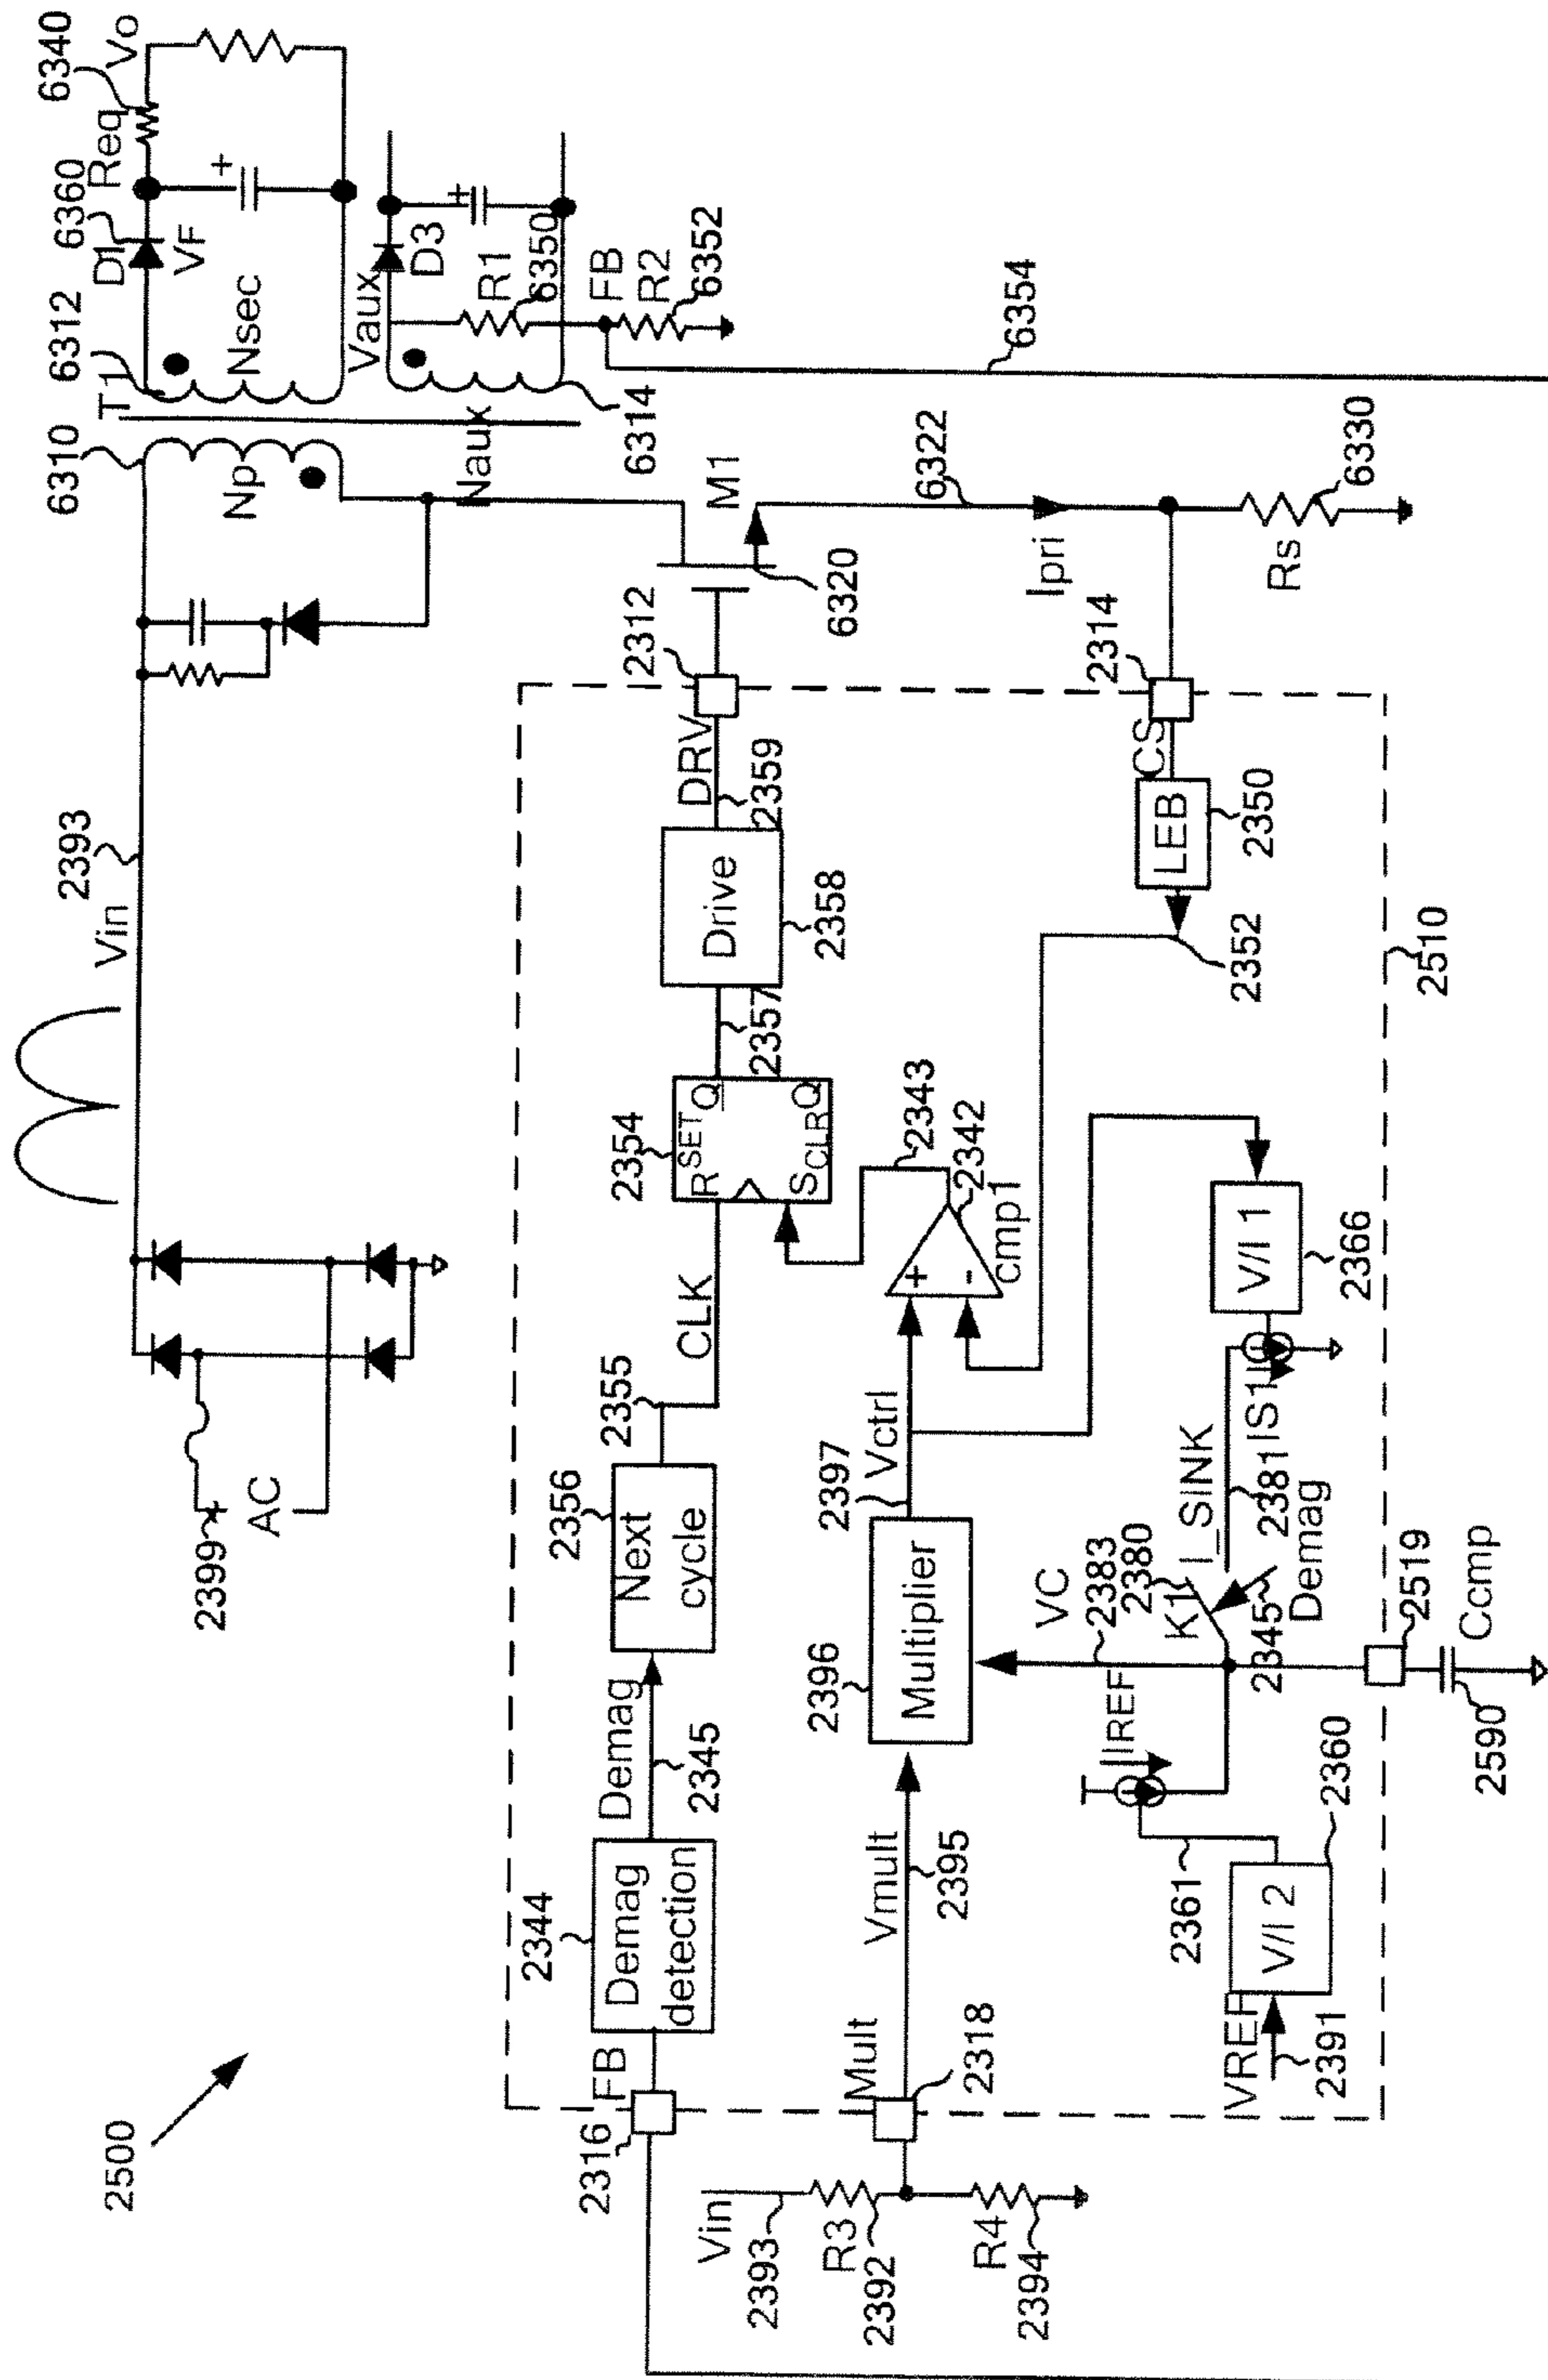 2500
2399
AC
Vin
2393
6310
Np
T1
6312
Nsec
D1
6360
VF
Req
6340
Vo
Vaux
D3
R1
6350
FB
R2
6352
Naux
6314
6354
M1
6320
6322
Ipri
Rs
6330
2316
FB
2344
Demag
detection
Demag
2345
2356
Next
cycle
2355
CLK
2354
R
SET
Q
S
CLR
Q
2357
Drive
2358
DRV
2359
2312
Vin
2393
R3
2392
R4
2394
Mult
2318
Vmult
2395
2396
Multiplier
2397
Vctrl
+
-
cmp1
2342
2343
2352
LEB
2350
CS
2314
VREF
2391
V/I 2
2360
2361
IREF
VC
2383
2380
K1
2345
Demag
I_SINK
2381
IS1
V/I 1
2366
2510
2519
Ccmp
2590